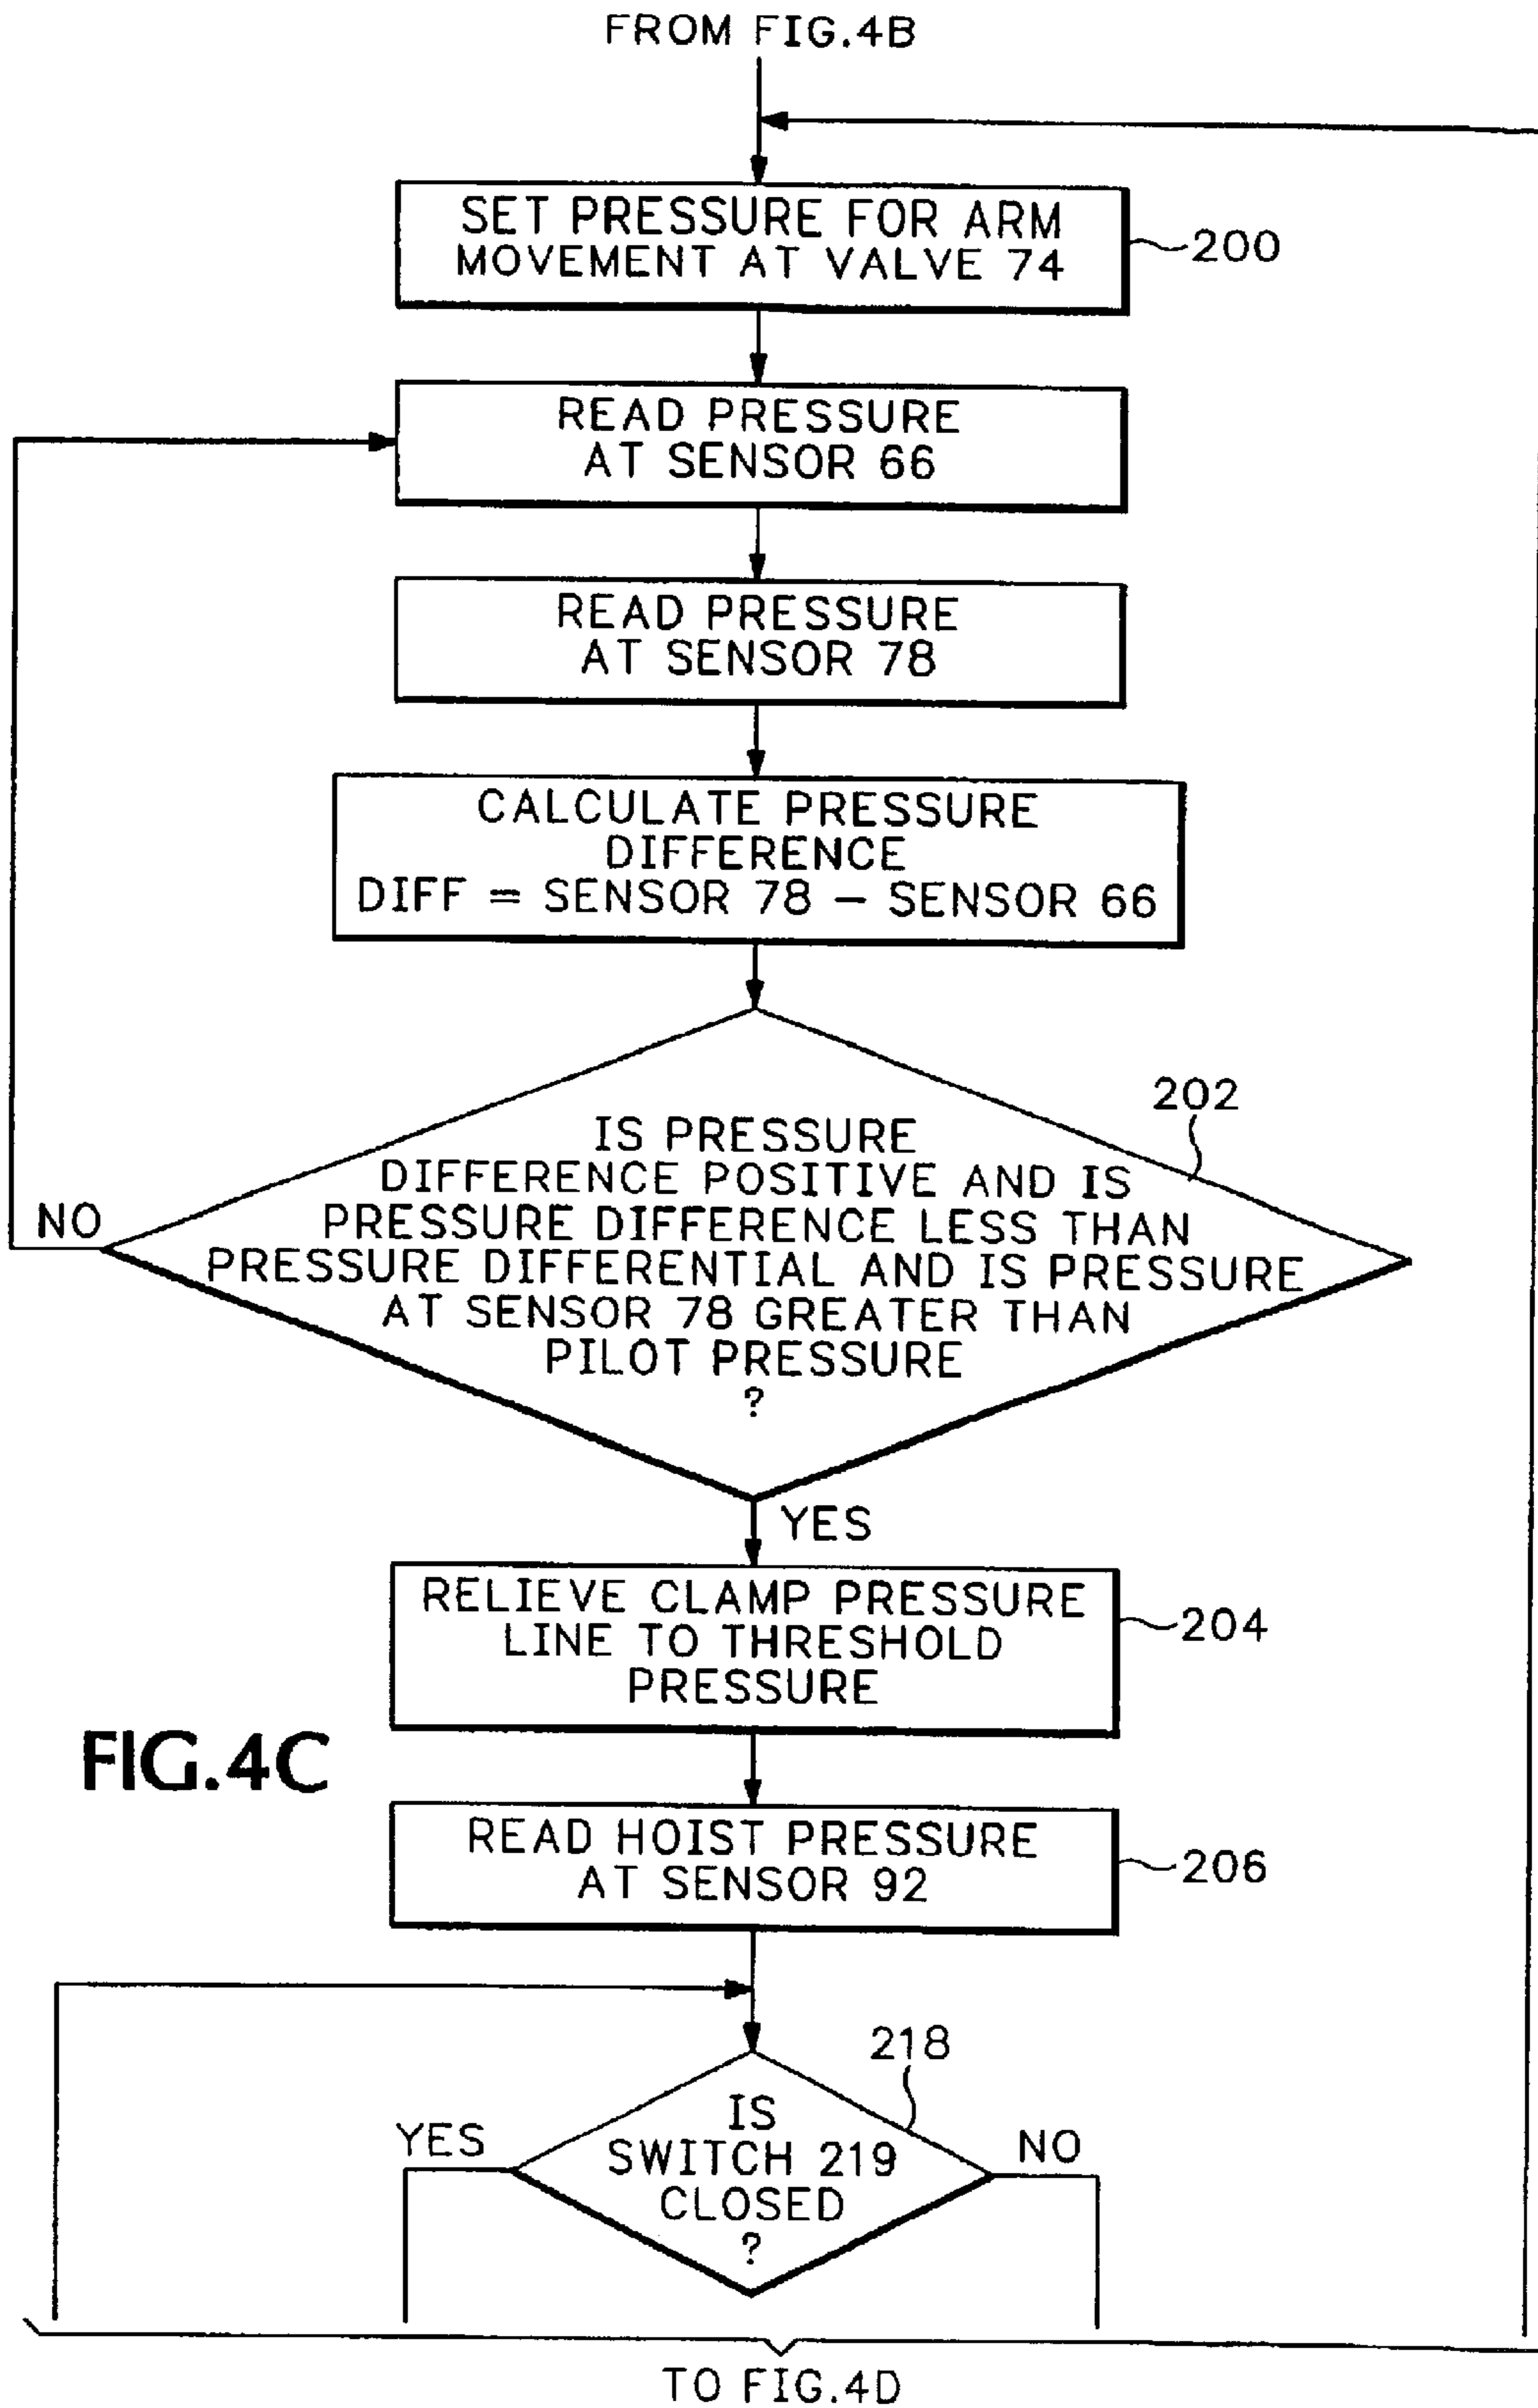 FROM FIG.4B
SET PRESSURE FOR ARM
MOVEMENT AT VALVE 74
200
READ PRESSURE
AT SENSOR 66
READ PRESSURE
AT SENSOR 78
CALCULATE PRESSURE
DIFFERENCE
DIFF = SENSOR 78 – SENSOR 66
202
IS PRESSURE
DIFFERENCE POSITIVE AND IS
PRESSURE DIFFERENCE LESS THAN
PRESSURE DIFFERENTIAL AND IS PRESSURE
AT SENSOR 78 GREATER THAN
PILOT PRESSURE
?
NO
YES
RELIEVE CLAMP PRESSURE
LINE TO THRESHOLD
PRESSURE
204
FIG.4C
READ HOIST PRESSURE
AT SENSOR 92
206
218
IS
SWITCH 219
CLOSED
?
YES
NO
TO FIG.4D